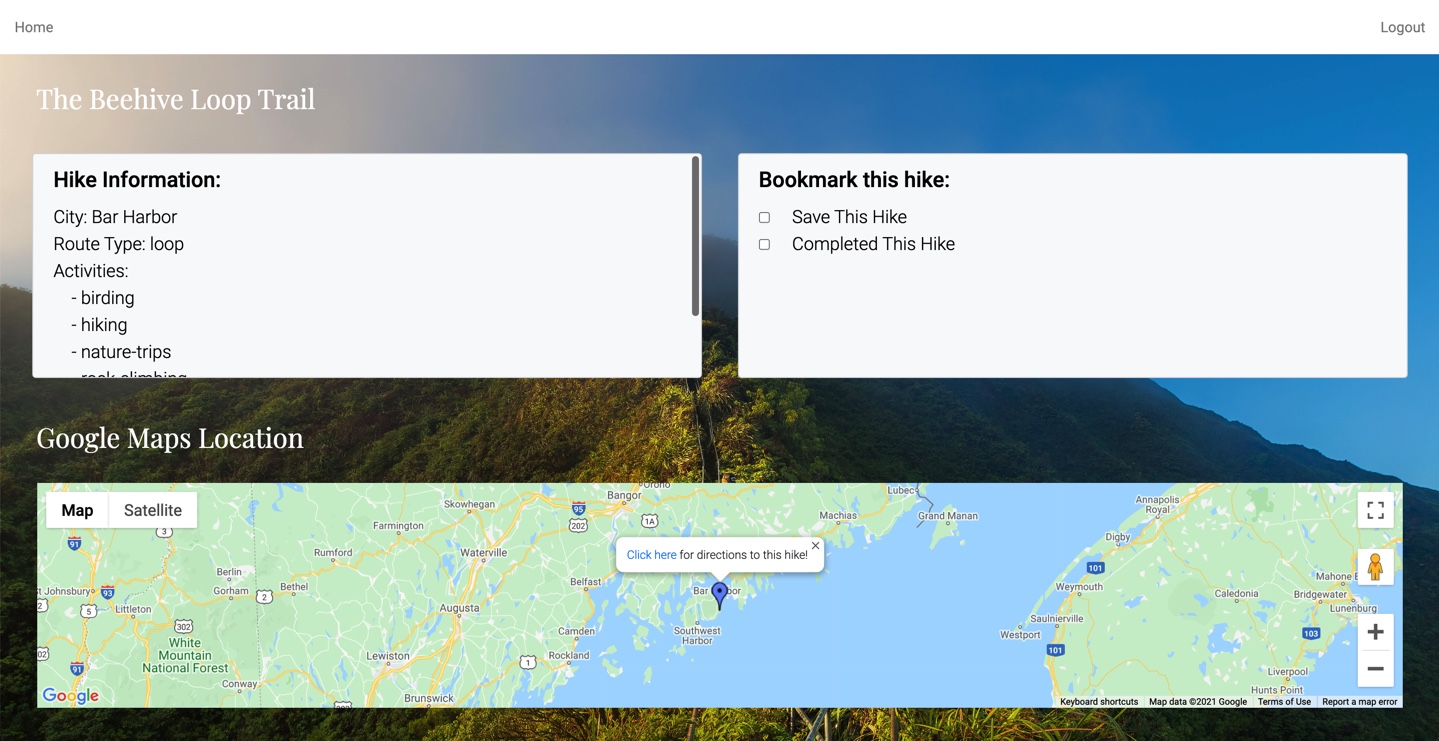 Home
Logout
The Beehive Loop Trail
Hike Information:
City: Bar Harbor
Route Type: loop
Activities:
- birding
- hiking
- nature-trips
Bookmark this hike:
Save This Hike
Completed This Hike
Google Maps Location
Map
Satellite
Click here for directions to this hike!
Orono
Bangor
Skowhegan
95
202
1A
Lubec
Machias
Grand Manan
Annapolis
Royal
Digby
3
91
Farmington
Rumford
Waterville
Berlin
Gorham
Bethel
2
Belfast
101
Weymouth
Mahone
Bridgewater
Lunenburg
Caledonia
t Johnsbury
93
2
5
Littleton
302
White
Mountain
National Forest
Augusta
Camden
Southwest
Harbor
Saulnierville
Westport
101
103
02
91
Conway
Lewiston
1
Rockland
Brunswick
Liverpool
Hunts Point
Google
Keyboard shortcuts
Map data ©2021 Google
Terms of Use
Report a map error